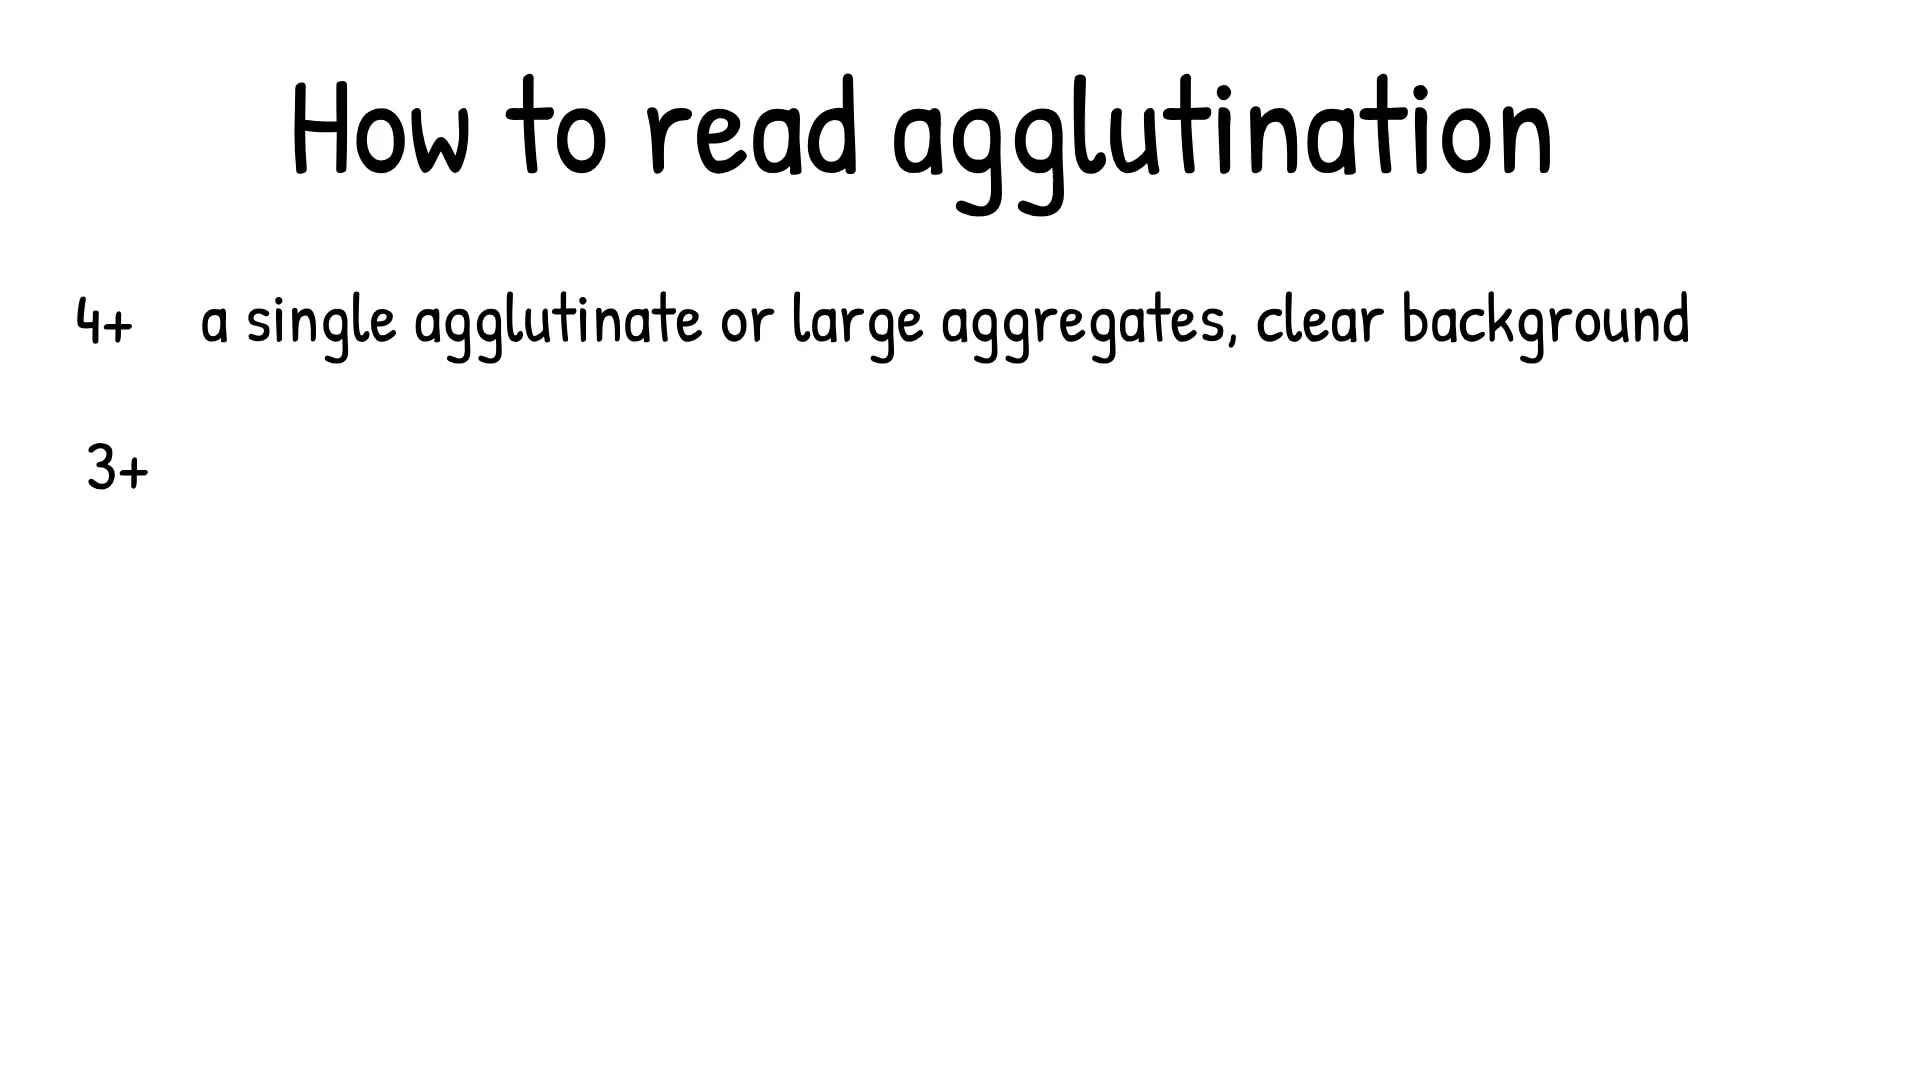 How to read agglutination
4+ a single agglutinate or large aggregates, clear background
3+